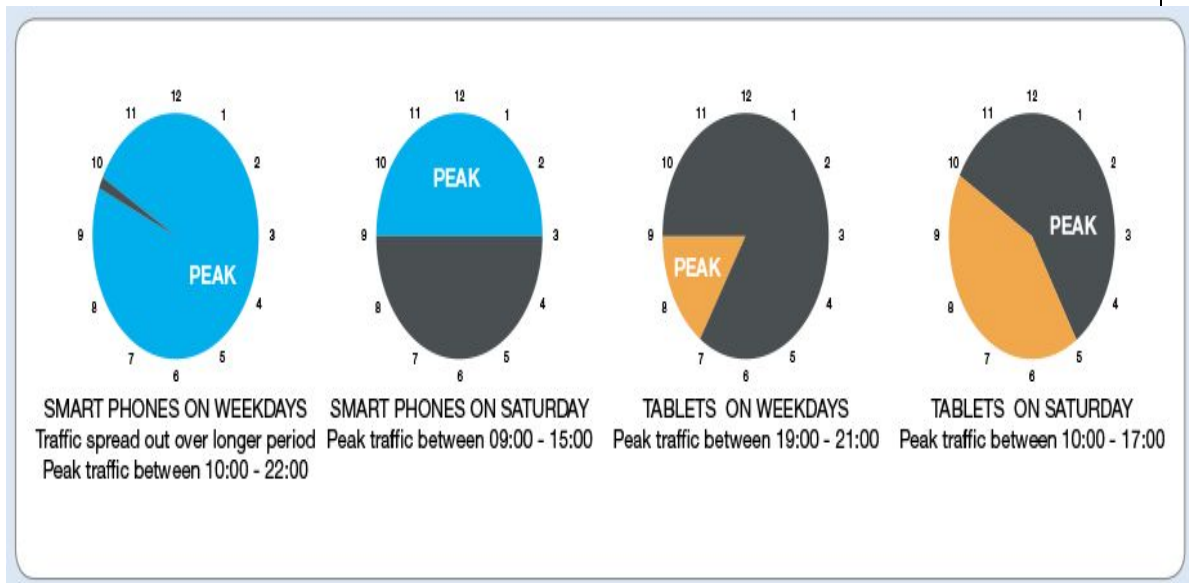 12
11 1
10 2
9 3
8 4
7 5
6
PEAK
SMART PHONES ON WEEKDAYS
Traffic spread out over longer period
Peak traffic between 10:00 - 22:00
12
11 1
10 2
9 3
8 4
7 5
6
PEAK
SMART PHONES ON SATURDAY
Peak traffic between 09:00 - 15:00
12
11 1
10 2
9 3
8 4
7 5
6
PEAK
TABLETS ON WEEKDAYS
Peak traffic between 19:00 - 21:00
12
11 1
10 2
9 3
8 4
7 5
6
PEAK
TABLETS ON SATURDAY
Peak traffic between 10:00 - 17:00